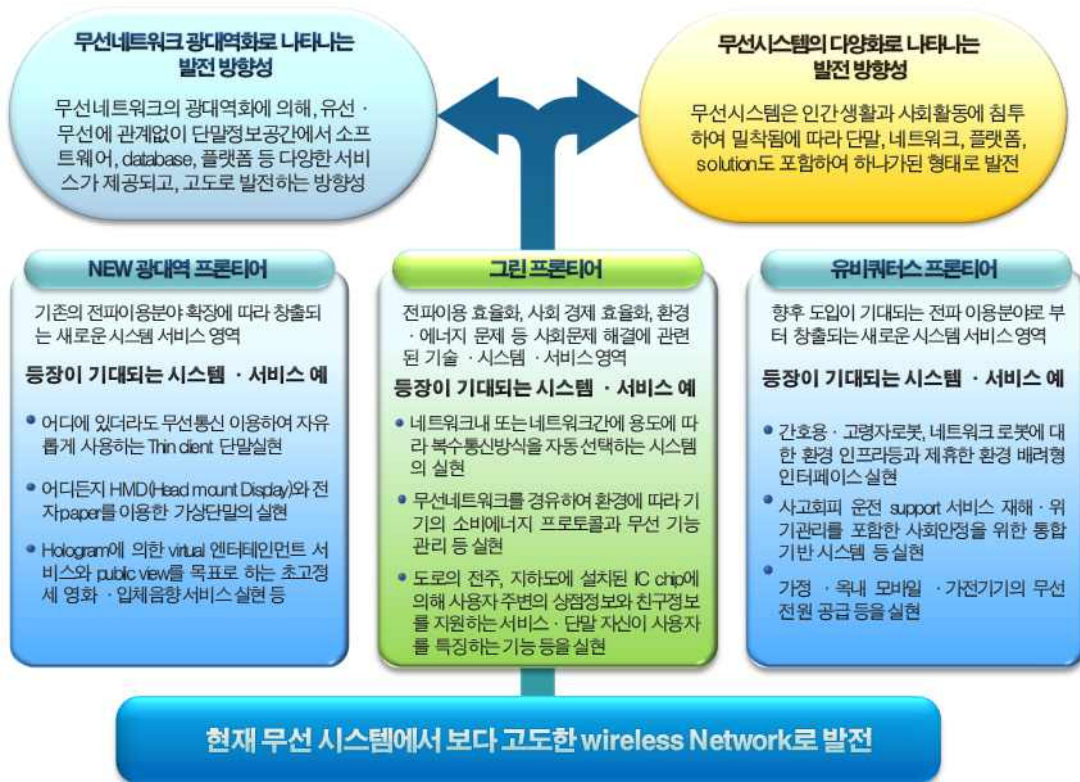 무선네트워크 광대역화로 나타나는
발전 방향성
무선네트워크의 광대역화에 의해, 유선 ·
무선에 관계없이 단말정보공간에서 소프
트웨어, database, 플랫폼 등 다양한 서비
스가 제공되고, 고도로 발전하는 방향성
무선시스템의 다양화로 나타나는
발전 방향성
무선시스템은 인간생활과 사회활동에 침투
하여 밀착됨에 따라 단말, 네트워크, 플랫폼,
solution도 포함하여 하나가된 형태로 발전
NEW 광대역 프론티어
기존의 전파이용분야 확장에 따라 창출되
는 새로운 시스템 서비스 영역
등장이 기대되는 시스템 · 서비스 예
• 어디에 있더라도 무선통신 이용하여 자유
롭게 사용하는 Thin client 단말실현
• 어디든지 HMD(Head mount Display)와 전
자paper를 이용한 가상단말의 실현
• Hologram에 의한 virtual 엔터테인먼트 서
비스와 public view를 목표로 하는 초고정
세 영화 · 입체음향 서비스 실현 등
그린 프론티어
전파이용 효율화, 사회 경제 효율화, 환경
· 에너지 문제 등 사회문제 해결에 관련
된 기술 · 시스템 · 서비스 영역
등장이 기대되는 시스템 · 서비스 예
• 네트워크내 또는 네트워크간에 용도에 따
라 복수통신방식을 자동 선택하는 시스템
의 실현
• 무선네트워크를 경유하여 환경에 따라 기
기의 소비에너지 프로토콜과 무선 기능
관리 등 실현
• 도로의 전주, 지하도에 설치된 IC chip에
의해 사용자 주변의 상점정보와 친구정보
를 지원하는 서비스 · 단말 자신이 사용자
를 특징하는 기능 등을 실현
유비쿼터스 프론티어
향후 도입이 기대되는 전파 이용분야로 부
터 창출되는 새로운 시스템 서비스 영역
등장이 기대되는 시스템 · 서비스 예
• 간호용 · 고령자로봇, 네트워크 로봇에 대
한 환경 인프라등과 제휴한 환경 배려형
인터페이스 실현
• 사고회피 운전 support 서비스 재해 · 위
기관리를 포함한 사회안정을 위한 통합
기반 시스템 등 실현
• 가정 · 옥내 모바일 · 가전기기의 무선
전원 공급 등을 실현
현재 무선 시스템에서 보다 고도한 wireless Network로 발전